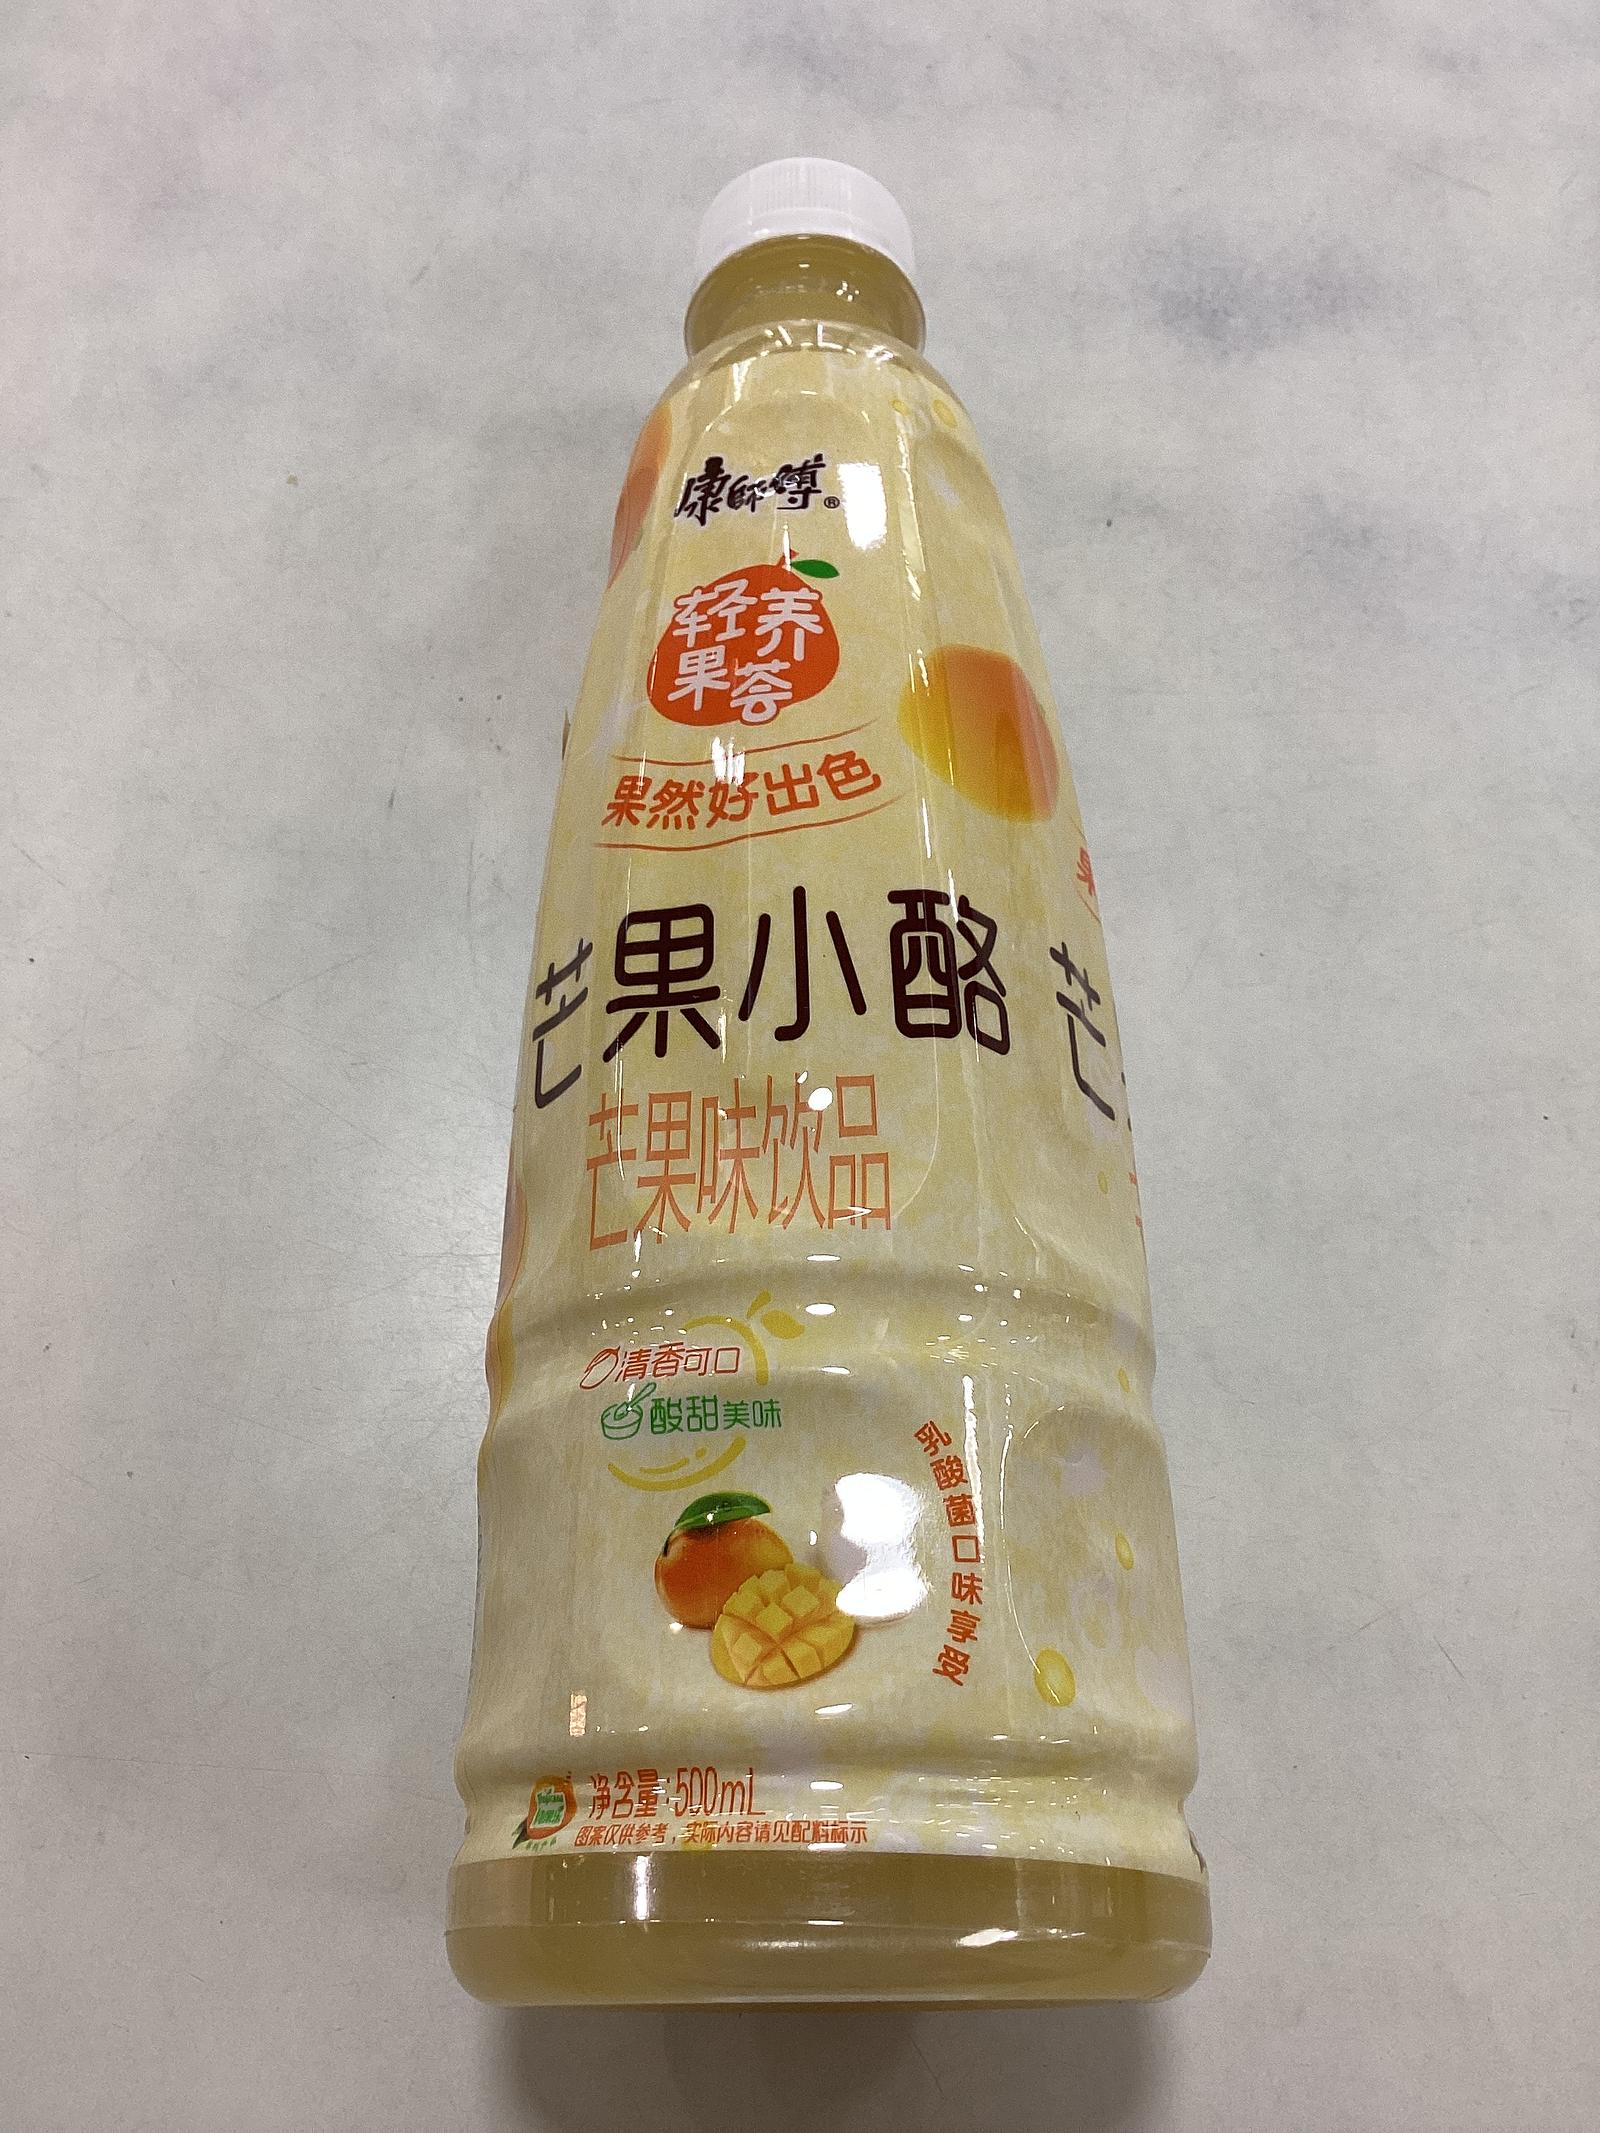 康師傅®
轻养
果荟
果然好出色
芒果小酪
芒
芒果味饮品
清香可口
酸甜美味
乳酸菌口味享受
净含量:500mL
图案仅供参考，实际内容请见配料标示